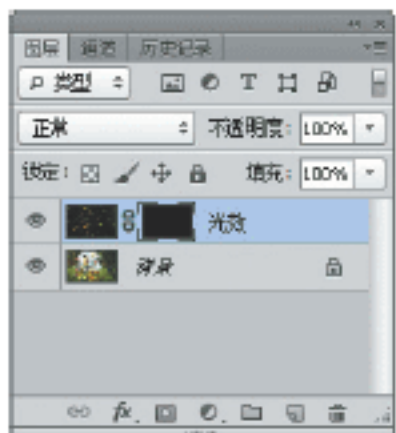 图层 通道 历史记录
类型
正常 不透明度: 100%
锁定: 填充: 100%
光效
背景
fx